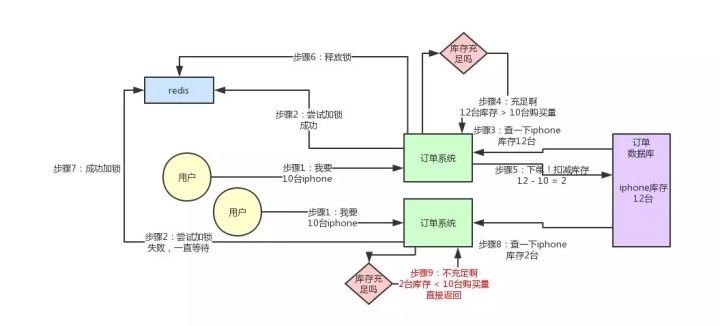 步骤6：释放锁
库存充
足吗
redis
步骤2：尝试加锁
成功
步骤4：充足啊
12台库存 > 10台购买量
步骤3：查一下iphone
库存12台
订单
数据库
iphone库存
12台
步骤7：成功加锁
用户
步骤1：我要
10台iphone
订单系统
步骤5：下单！扣减库存
12 - 10 = 2
用户
步骤1：我要
10台iphone
订单系统
步骤2：尝试加锁
失败，一直等待
步骤8：查一下iphone
库存2台
库存充
足吗
步骤9：不充足啊
2台库存 < 10台购买量
直接返回